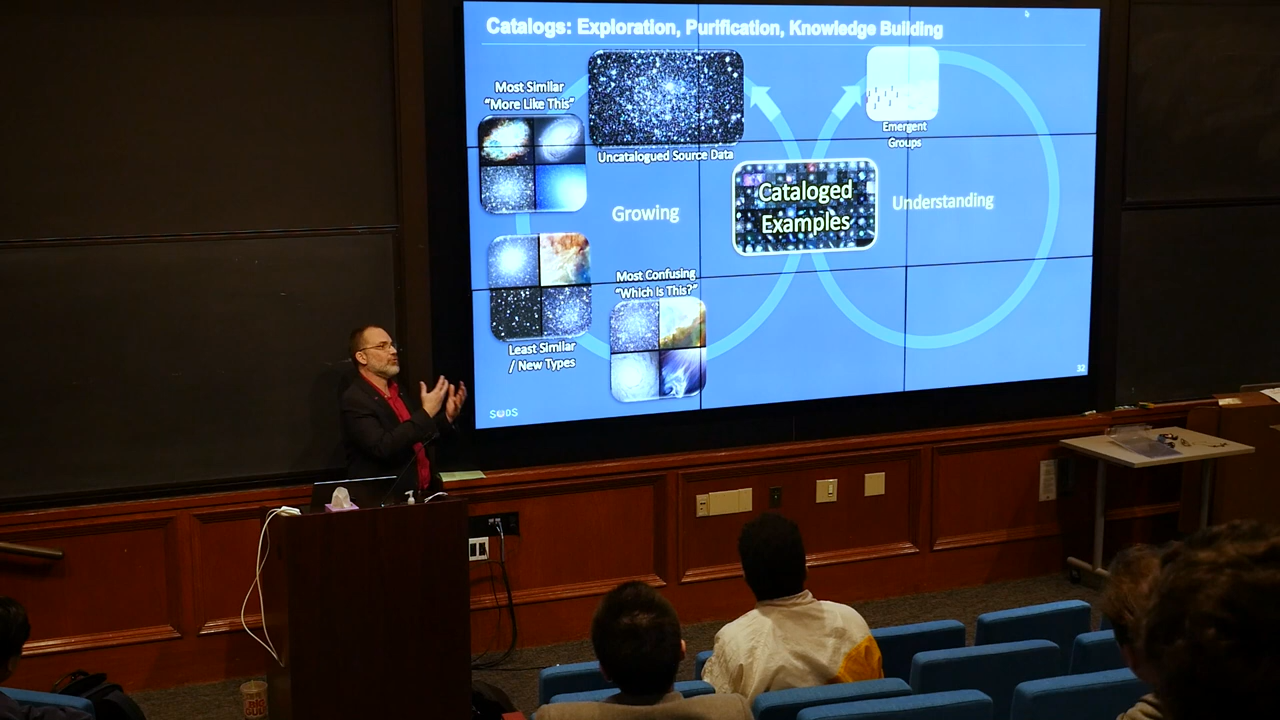 Catalogs: Exploration, Purification, Knowledge Building
Most Similar
"More Like This"
Uncatalogued Source Data
Emergent
Groups
Cataloged
Examples
Growing
Understanding
Most Confusing
"Which Is This?"
Least Similar
/ New Types
32